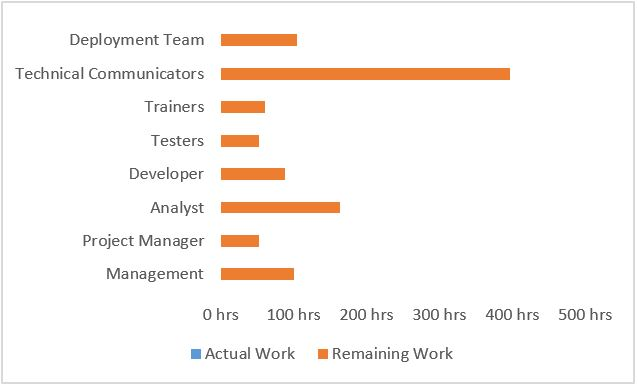 Deployment Team
Technical Communicators
Trainers
Testers
Developer
Analyst
Project Manager
Management
0 hrs 100 hrs 200 hrs 300 hrs 400 hrs 500 hrs
Actual Work Remaining Work